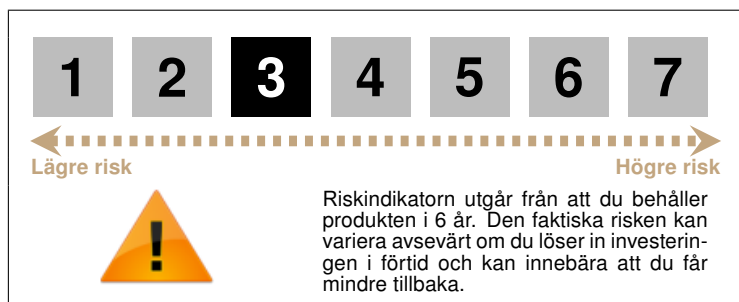 1 2 3 4 5 6 7
Lägre risk Högre risk
!
Riskindikatorn utgår från att du behåller
produkten i 6 år. Den faktiska risken kan
variera avsevärt om du löser in investerin-
gen i förtid och kan innebära att du får
mindre tillbaka.